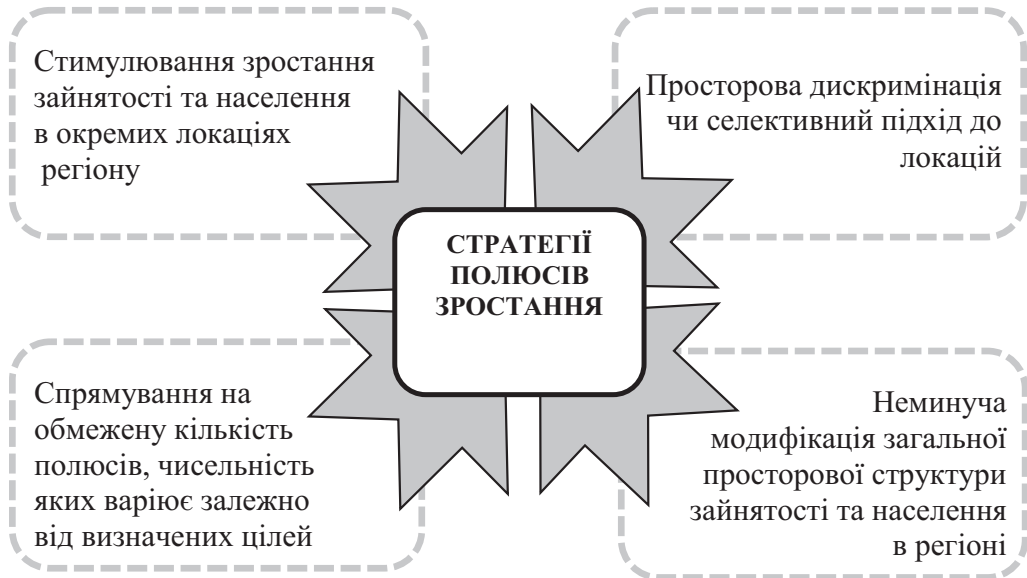 Стимулювання зростання
зайнятості та населення
в окремих локаціях
регіону
Просторова дискримінація
чи селективний підхід до
локацій
СТРАТЕГІЇ
ПОЛЮСІВ
ЗРОСТАННЯ
Спрямування на
обмежену кількість
полюсів, чисельність
яких варіює залежно
від визначених цілей
Неминуча
модифікація загальної
просторової структури
зайнятості та населення
в регіоні